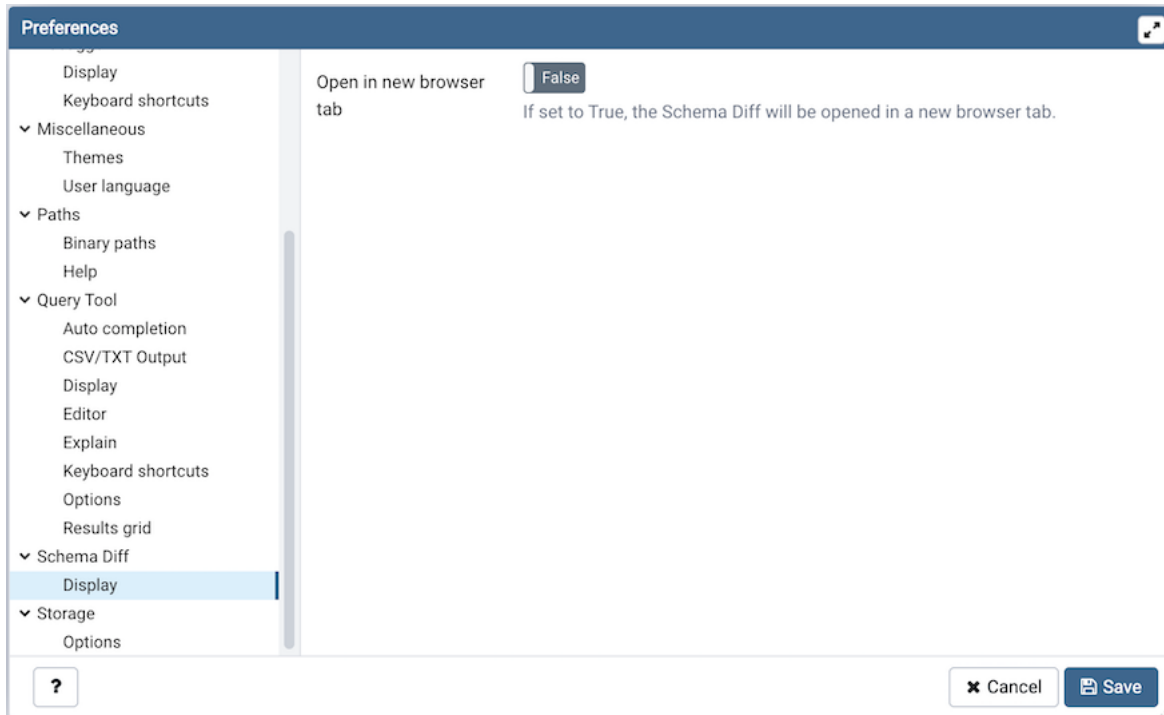 Preferences
Display
Keyboard shortcuts
Miscellaneous
Themes
User language
Paths
Binary paths
Help
Query Tool
Auto completion
CSV/TXT Output
Display
Editor
Explain
Keyboard shortcuts
Options
Results grid
Schema Diff
Display
Storage
Options
Open in new browser
tab
False
If set to True, the Schema Diff will be opened in a new browser tab.
?
Cancel
Save